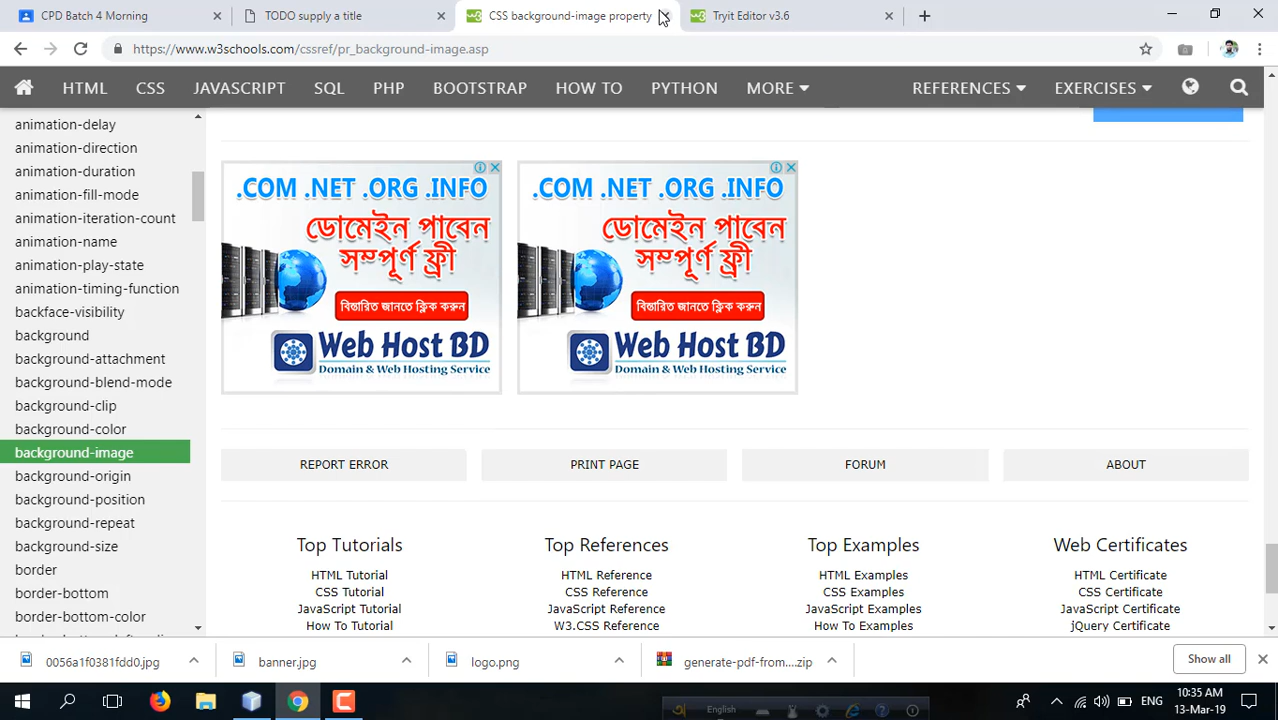 CPD Batch 4 Morning
TODO supply a title
CSS background-image property
Tryit Editor v3.6
https://www.w3schools.com/cssref/pr_background-image.asp
HTML CSS JAVASCRIPT SQL PHP BOOTSTRAP HOW TO PYTHON MORE REFERENCES EXERCISES
animation-delay
animation-direction
animation-duration
animation-fill-mode
animation-iteration-count
animation-name
animation-play-state
animation-timing-function
backface-visibility
background
background-attachment
background-blend-mode
background-clip
background-color
background-image
background-origin
background-position
background-repeat
background-size
border
border-bottom
border-bottom-color
.COM .NET .ORG .INFO
ডোমেইন পাবেন
সম্পূর্ণ ফ্রী
বিস্তারিত জানতে ক্লিক করুন
Web Host BD
Domain & Web Hosting Service
.COM .NET .ORG .INFO
ডোমেইন পাবেন
সম্পূর্ণ ফ্রী
বিস্তারিত জানতে ক্লিক করুন
Web Host BD
Domain & Web Hosting Service
REPORT ERROR
PRINT PAGE
FORUM
ABOUT
Top Tutorials
HTML Tutorial
CSS Tutorial
JavaScript Tutorial
How To Tutorial
Top References
HTML Reference
CSS Reference
JavaScript Reference
W3.CSS Reference
Top Examples
HTML Examples
CSS Examples
JavaScript Examples
How To Examples
Web Certificates
HTML Certificate
CSS Certificate
JavaScript Certificate
jQuery Certificate
0056a1f0381fdd0.jpg
banner.jpg
logo.png
generate-pdf-from....zip
Show all
English
ENG
10:35 AM
13-Mar-19